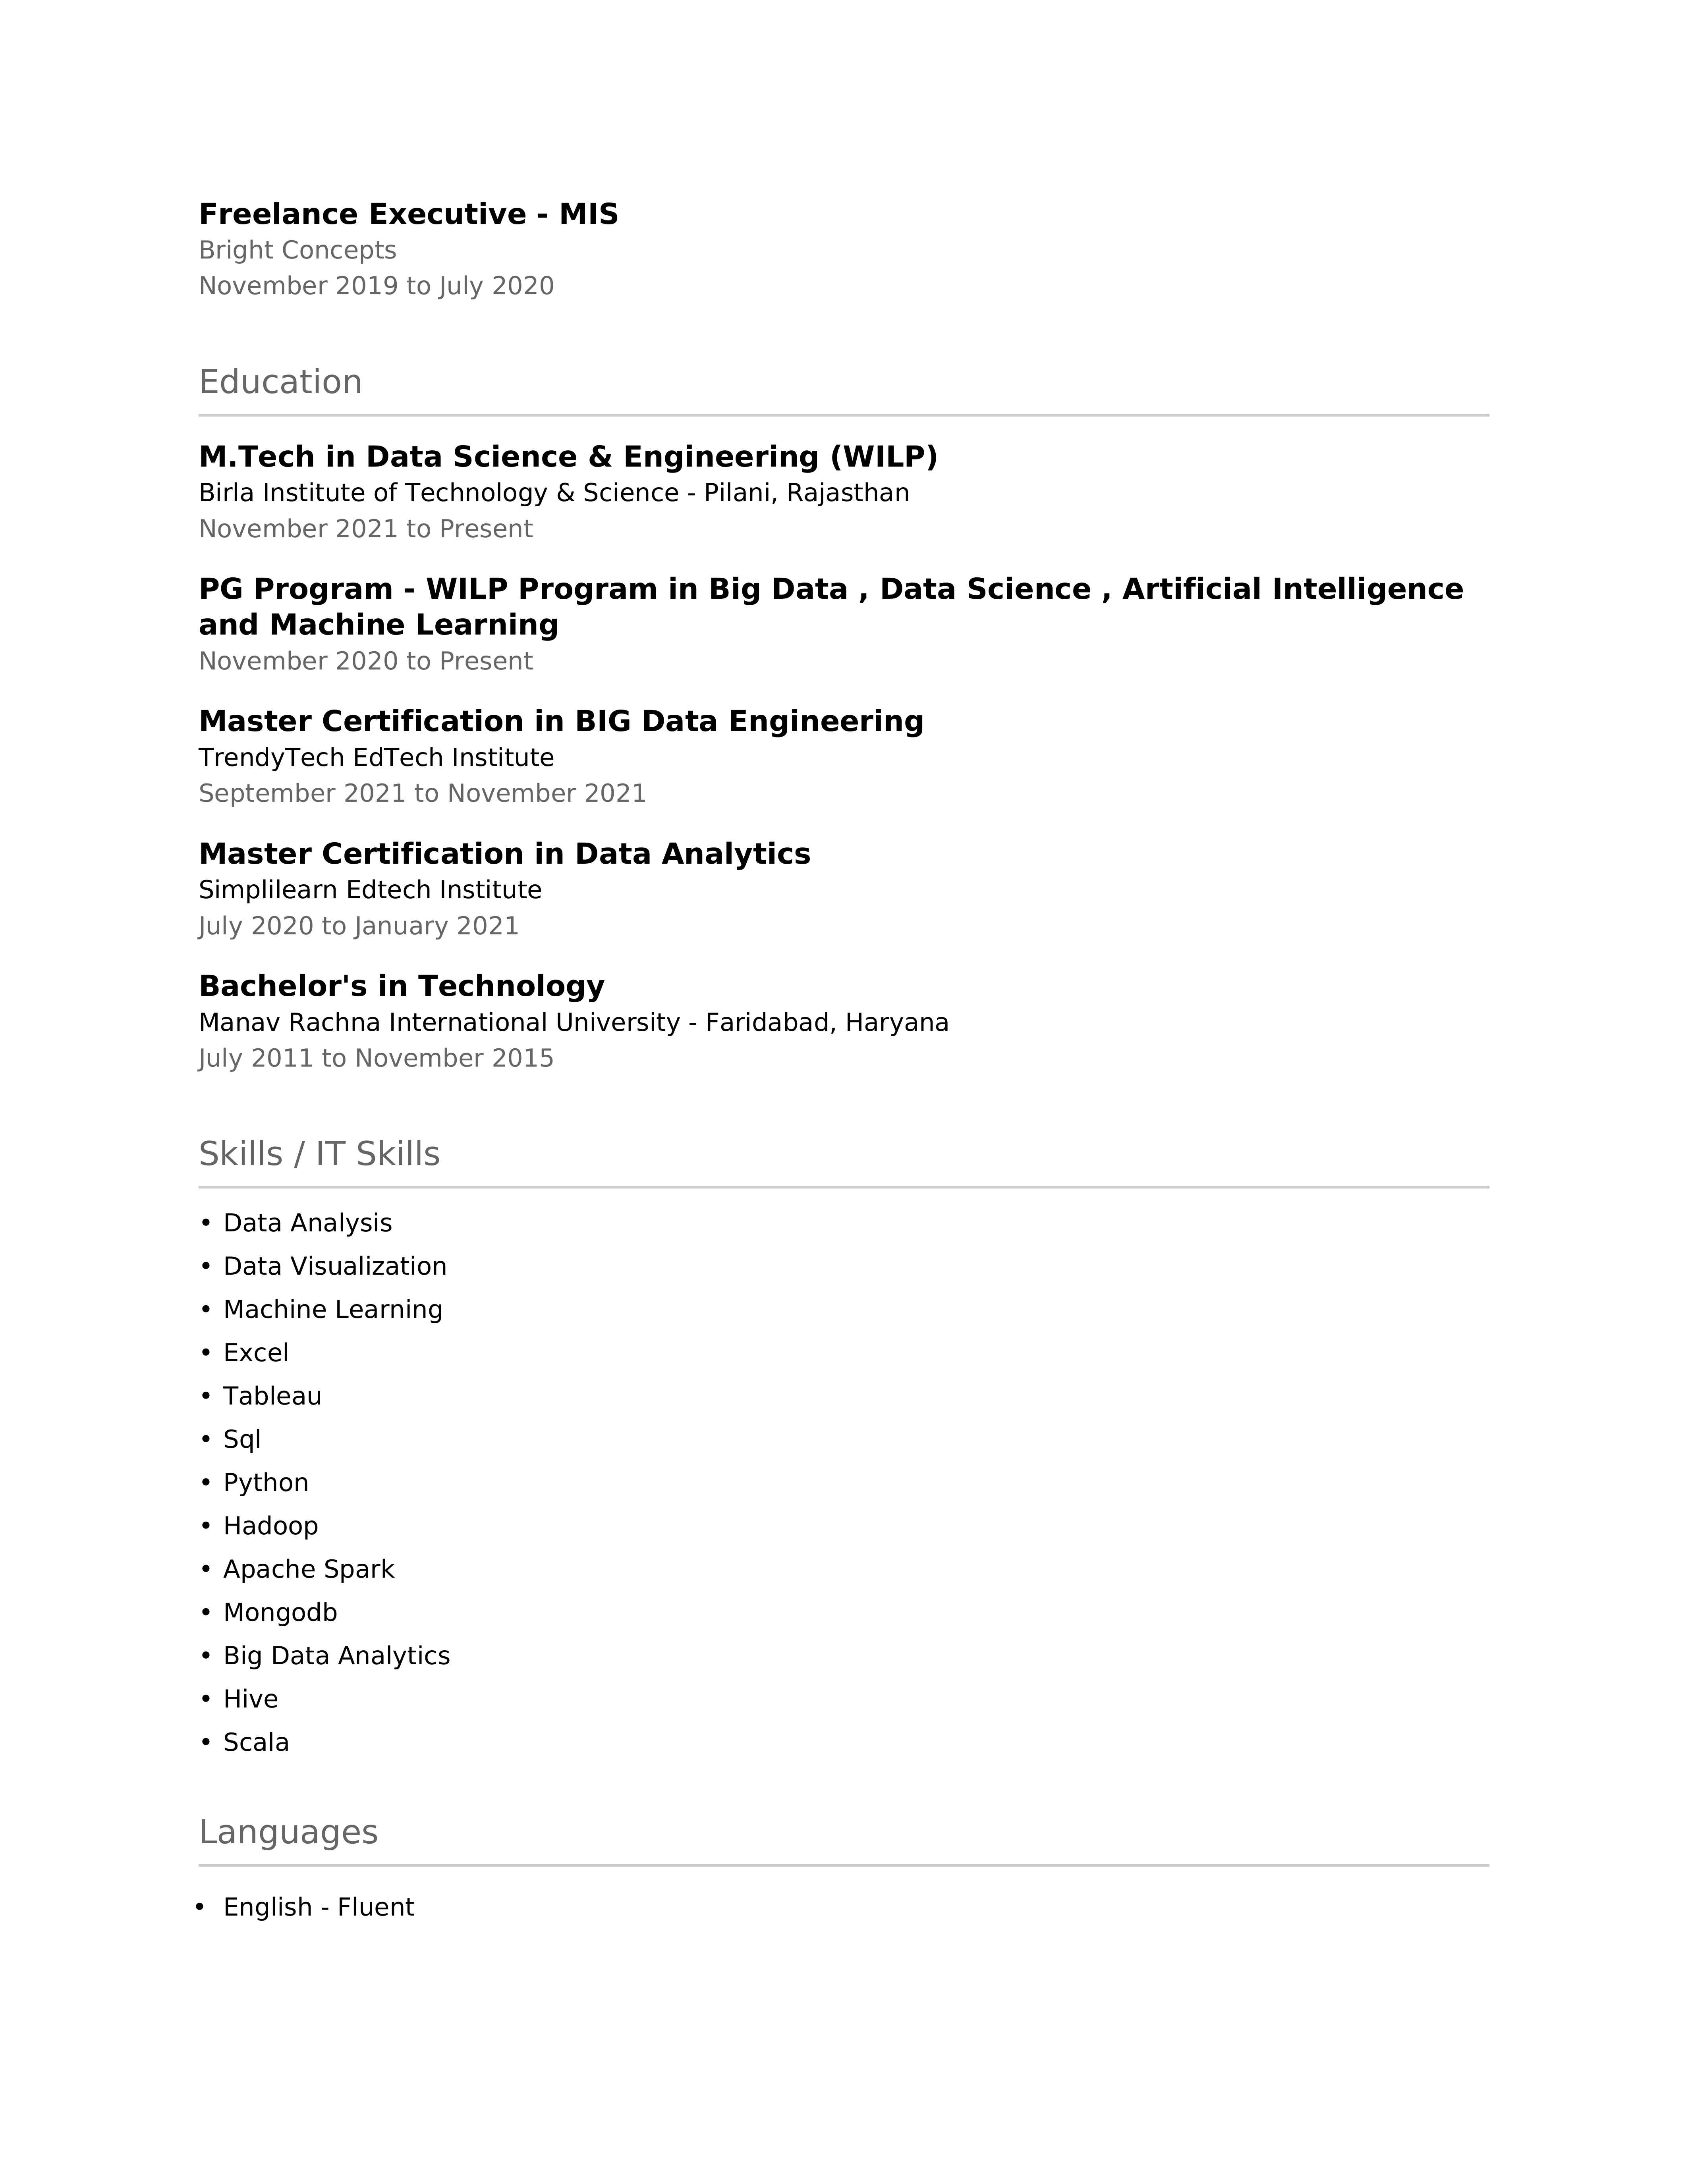 Freelance Executive - MIS
Bright Concepts
November 2019 to July 2020
Education
M.Tech in Data Science & Engineering (WILP)
Birla Institute of Technology & Science - Pilani, Rajasthan
November 2021 to Present
PG Program - WILP Program in Big Data , Data Science , Artificial Intelligence
and Machine Learning
November 2020 to Present
Master Certification in BIG Data Engineering
TrendyTech EdTech Institute
September 2021 to November 2021
Master Certification in Data Analytics
Simplilearn Edtech Institute
July 2020 to January 2021
Bachelor's in Technology
Manav Rachna International University - Faridabad, Haryana
July 2011 to November 2015
Skills / IT Skills
• Data Analysis
• Data Visualization
• Machine Learning
• Excel
• Tableau
• Sql
• Python
• Hadoop
• Apache Spark
• Mongodb
• Big Data Analytics
• Hive
• Scala
Languages
• English - Fluent